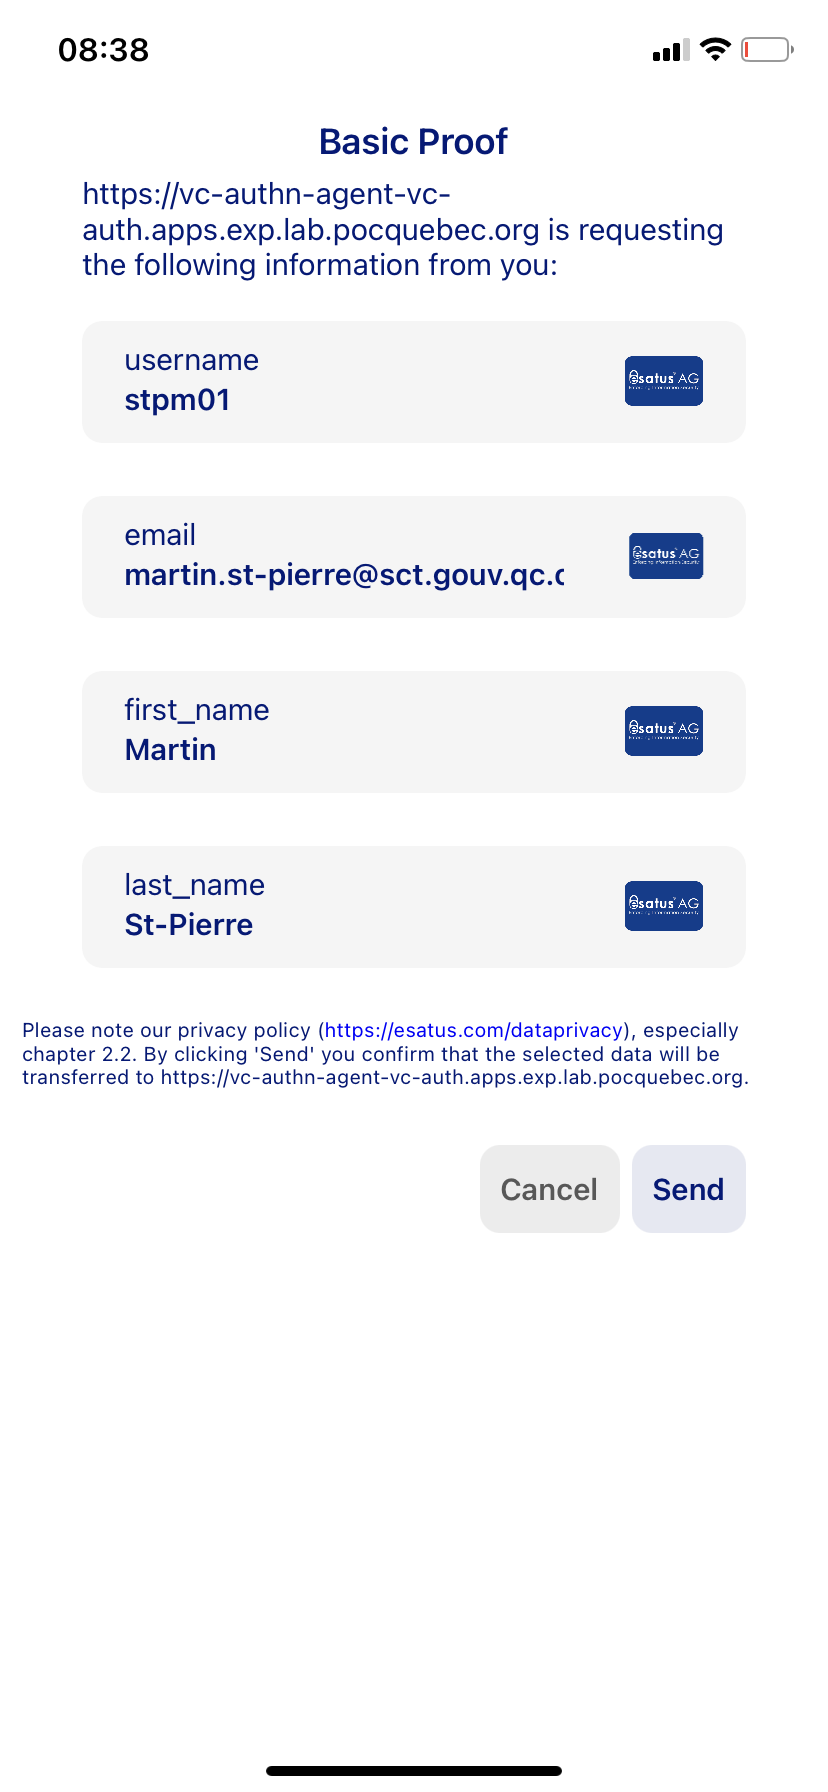 08:38
Basic Proof
https://vc-authn-agent-vc-
auth.apps.exp.lab.pocquebec.org is requesting
the following information from you:
username
stpm01
esatus AG
email
martin.st-pierre@sct.gouv.qc.c
esatus AG
Enforcing Information Security
first_name
Martin
esatus AG
last_name
St-Pierre
esatus AG
Please note our privacy policy (https://esatus.com/dataprivacy), especially
chapter 2.2. By clicking 'Send' you confirm that the selected data will be
transferred to https://vc-authn-agent-vc-auth.apps.exp.lab.pocquebec.org.
Cancel Send